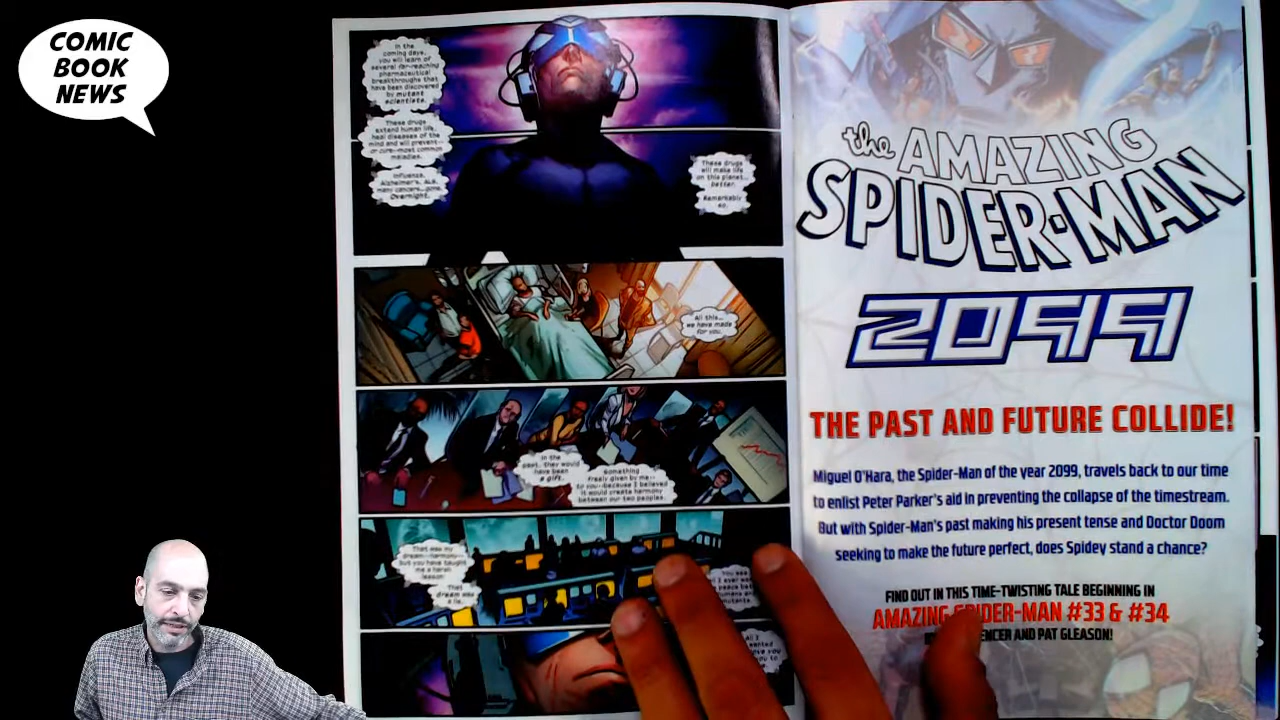 COMIC
BOOK
NEWS
In the
coming days,
you will learn of
several far-reaching
pharmaceutical
breakthroughs that
have been discovered
by mutant
scientists.
These drugs
extend human life,
heal diseases of the
mind and will prevent--
or cure--most common
maladies.
Influenza,
Alzheimer's, ALS,
many cancers...gone.
Overnight.
These drugs
will make life
on this planet...
better.
Remarkably
so.
All this...
we have made
for you.
In the
past, they would
have been
a gift.
Something
freely given by me--
to you--because I believed
it would create harmony
between our two peoples.
That was my
dream--harmony--
but you have taught
me a harsh
lesson:
That
dream was
a lie.
the AMAZING
SPIDER-MAN
2099
THE PAST AND FUTURE COLLIDE!
Miguel O'Hara, the Spider-Man of the year 2099, travels back to our time
to enlist Peter Parker's aid in preventing the collapse of the timestream.
But with Spider-Man's past making his present tense and Doctor Doom
seeking to make the future perfect, does Spidey stand a chance?
FIND OUT IN THIS TIME-TWISTING TALE BEGINNING IN
AMAZING SPIDER-MAN #33 & #34
AND PAT GLEASON!